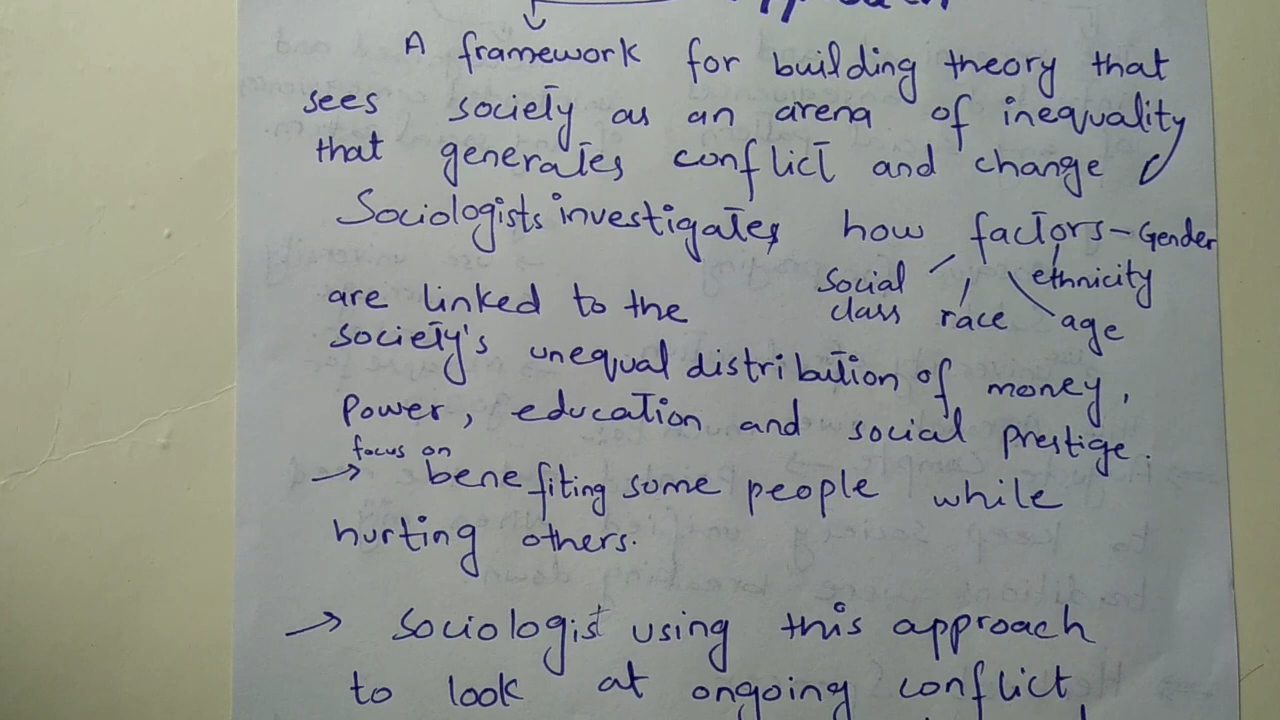 A framework for building theory that
sees society as an arena of inequality
that generates conflict and change
Sociologists investigates how factors - Gender
social ethnicity
are linked to the class race age
society's unequal distribution of money,
power, education and social prestige.
focus on
→ benefiting some people while
hurting others.
→ Sociologist using this approach
to look at ongoing conflict